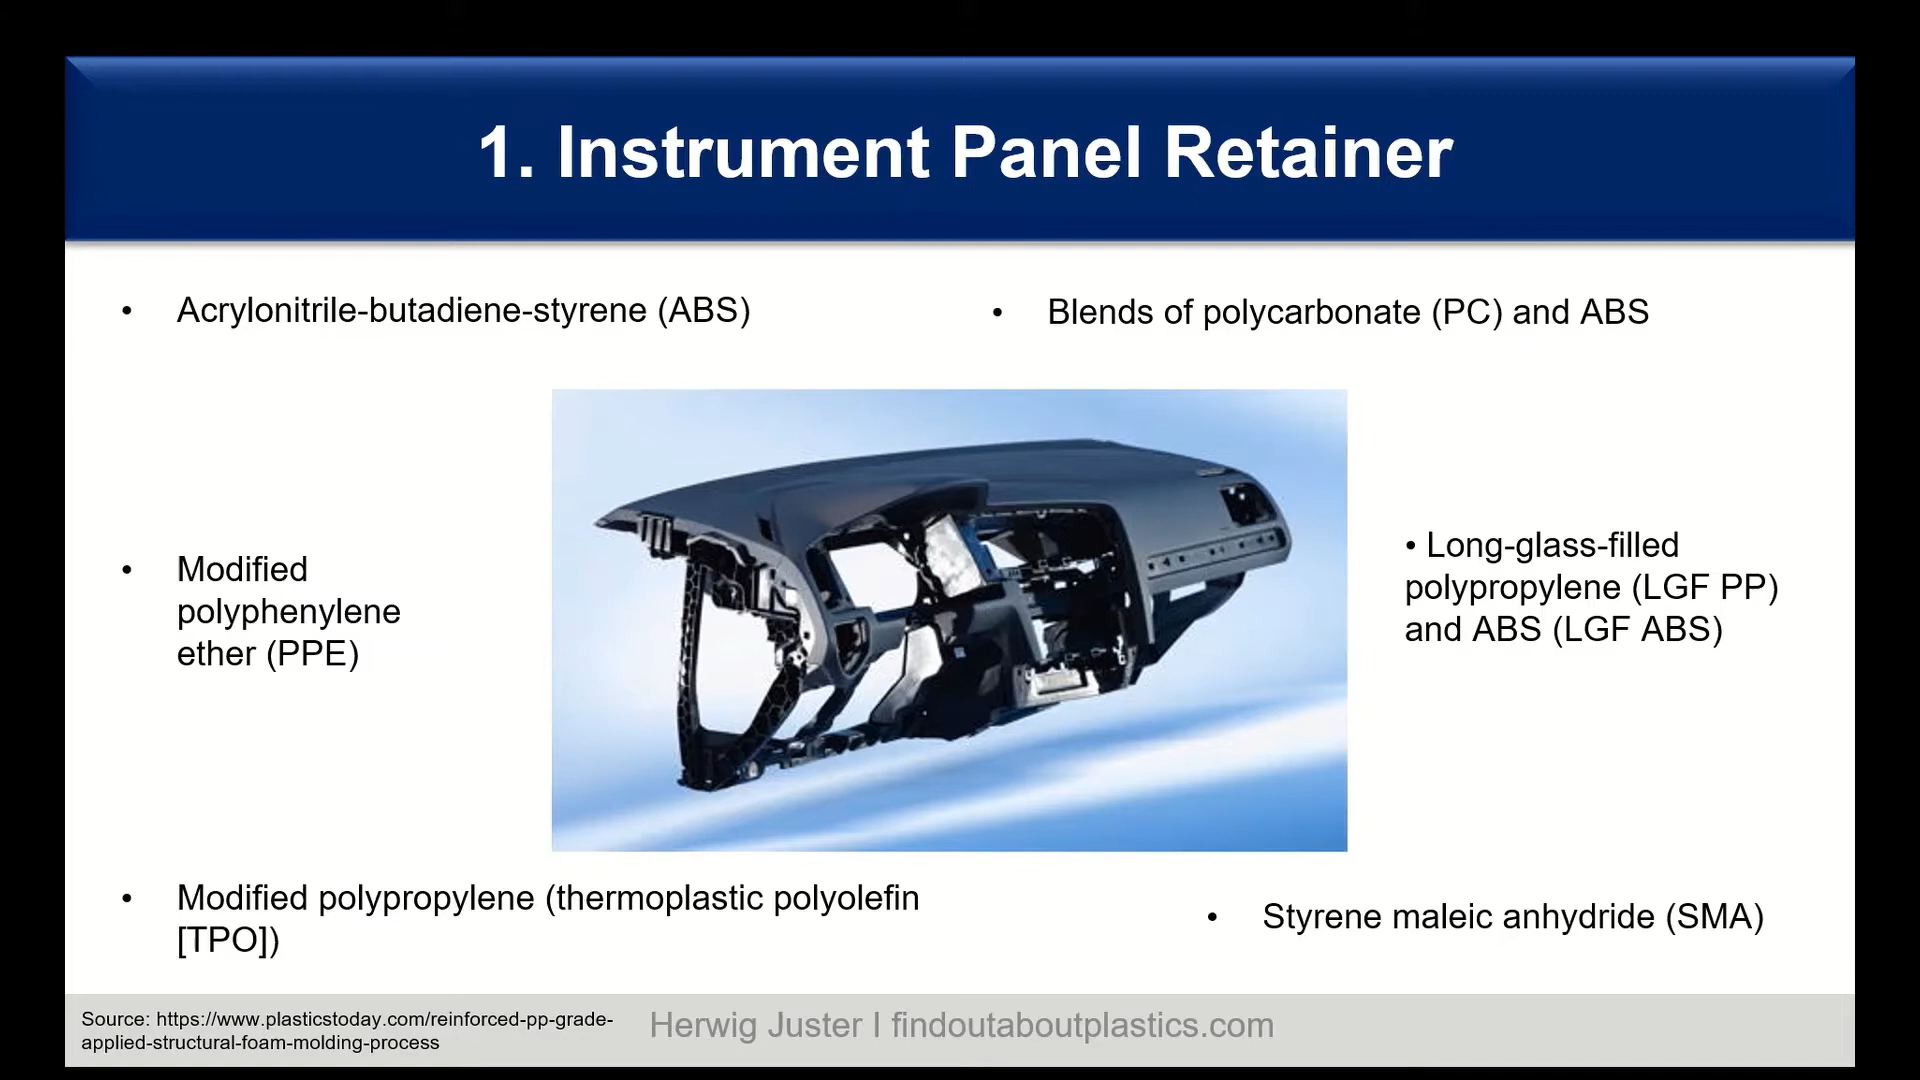 1. Instrument Panel Retainer
• Acrylonitrile-butadiene-styrene (ABS)
• Blends of polycarbonate (PC) and ABS
• Modified
polyphenylene
ether (PPE)
• Long-glass-filled
polypropylene (LGF PP)
and ABS (LGF ABS)
• Modified polypropylene (thermoplastic polyolefin
[TPO])
• Styrene maleic anhydride (SMA)
Source: https://www.plasticstoday.com/reinforced-pp-grade-
applied-structural-foam-molding-process
Herwig Juster I findoutaboutplastics.com